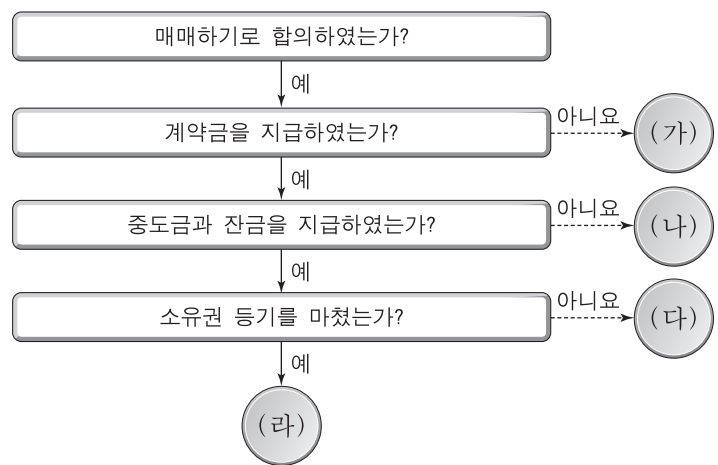 매매하기로 합의하였는가?
예
계약금을 지급하였는가?
아니요
(가)
예
중도금과 잔금을 지급하였는가?
아니요
(나)
예
소유권 등기를 마쳤는가?
아니요
(다)
예
(라)